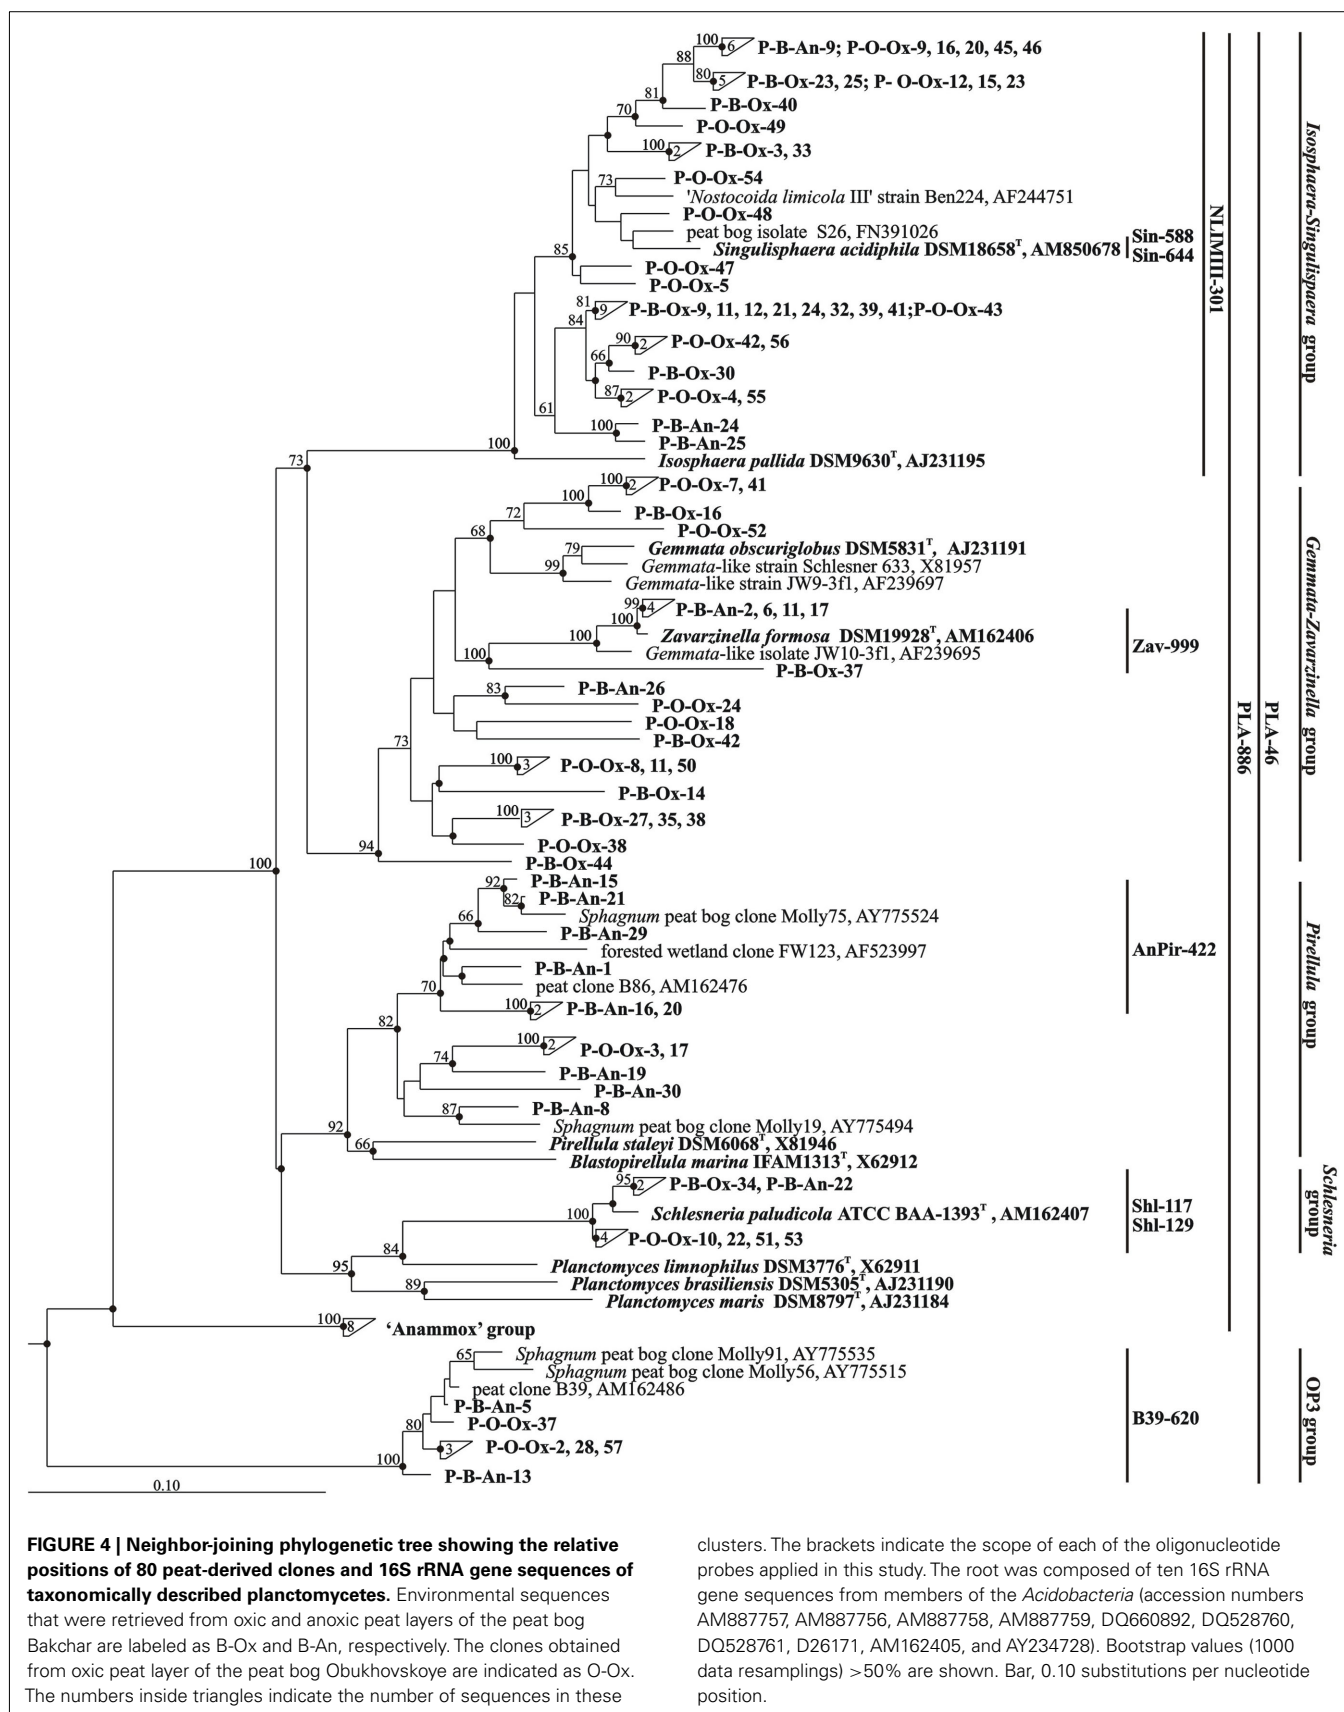 100 6 P-B-An-9; P-O-Ox-9, 16, 20, 45, 46
88
80 5 P-B-Ox-23, 25; P- O-Ox-12, 15, 23
81
P-B-Ox-40
70
P-O-Ox-49
100 2 P-B-Ox-3, 33
73 P-O-Ox-54
'Nostocoida limicola III' strain Ben224, AF244751
P-O-Ox-48
peat bog isolate S26, FN391026
Singulisphaera acidiphila DSM18658T, AM850678
Sin-588
Sin-644
85
P-O-Ox-47
P-O-Ox-5
81 9 P-B-Ox-9, 11, 12, 21, 24, 32, 39, 41;P-O-Ox-43
84
90 2 P-O-Ox-42, 56
66
P-B-Ox-30
87 2 P-O-Ox-4, 55
61
100 P-B-An-24
P-B-An-25
100
Isosphaera pallida DSM9630T, AJ231195
NLIMIII-301
Isosphaera-Singulispaera group
73
100 2 P-O-Ox-7, 41
100
P-B-Ox-16
72
P-O-Ox-52
68
79 Gemmata obscuriglobus DSM5831T, AJ231191
Gemmata-like strain Schlesner 633, X81957
99
Gemmata-like strain JW9-3f1, AF239697
99 4 P-B-An-2, 6, 11, 17
100
Zavarzinella formosa DSM19928T, AM162406
100
Gemmata-like isolate JW10-3f1, AF239695
100
P-B-Ox-37
Zav-999
83 P-B-An-26
P-O-Ox-24
P-O-Ox-18
P-B-Ox-42
73
100 3 P-O-Ox-8, 11, 50
P-B-Ox-14
100 3 P-B-Ox-27, 35, 38
P-O-Ox-38
94
P-B-Ox-44
Gemmata-Zavarzinella group
PLA-886
PLA-46
100
92 P-B-An-15
82 P-B-An-21
Sphagnum peat bog clone Molly75, AY775524
66
P-B-An-29
forested wetland clone FW123, AF523997
P-B-An-1
peat clone B86, AM162476
70
100 2 P-B-An-16, 20
AnPir-422
82
100 2 P-O-Ox-3, 17
74
P-B-An-19
P-B-An-30
87 P-B-An-8
Sphagnum peat bog clone Molly19, AY775494
92
66 Pirellula staleyi DSM6068T, X81946
Blastopirellula marina IFAM1313T, X62912
Pirellula group
95 2 P-B-Ox-34, P-B-An-22
100 Schlesneria paludicola ATCC BAA-1393T , AM162407
4 P-O-Ox-10, 22, 51, 53
Shl-117
Shl-129
Schlesneria
group
84
Planctomyces limnophilus DSM3776T, X62911
95
89 Planctomyces brasiliensis DSM5305T, AJ231190
Planctomyces maris DSM8797T, AJ231184
100 8 ‘Anammox’ group
65 Sphagnum peat bog clone Molly91, AY775535
Sphagnum peat bog clone Molly56, AY775515
peat clone B39, AM162486
P-B-An-5
80 P-O-Ox-37
3 P-O-Ox-2, 28, 57
100
P-B-An-13
B39-620
OP3 group
0.10
FIGURE 4 | Neighbor-joining phylogenetic tree showing the relative
positions of 80 peat-derived clones and 16S rRNA gene sequences of
taxonomically described planctomycetes. Environmental sequences
that were retrieved from oxic and anoxic peat layers of the peat bog
Bakchar are labeled as B-Ox and B-An, respectively. The clones obtained
from oxic peat layer of the peat bog Obukhovskoye are indicated as O-Ox.
The numbers inside triangles indicate the number of sequences in these
clusters. The brackets indicate the scope of each of the oligonucleotide
probes applied in this study. The root was composed of ten 16S rRNA
gene sequences from members of the Acidobacteria (accession numbers
AM887757, AM887756, AM887758, AM887759, DQ660892, DQ528760,
DQ528761, D26171, AM162405, and AY234728). Bootstrap values (1000
data resamplings) >50% are shown. Bar, 0.10 substitutions per nucleotide
position.